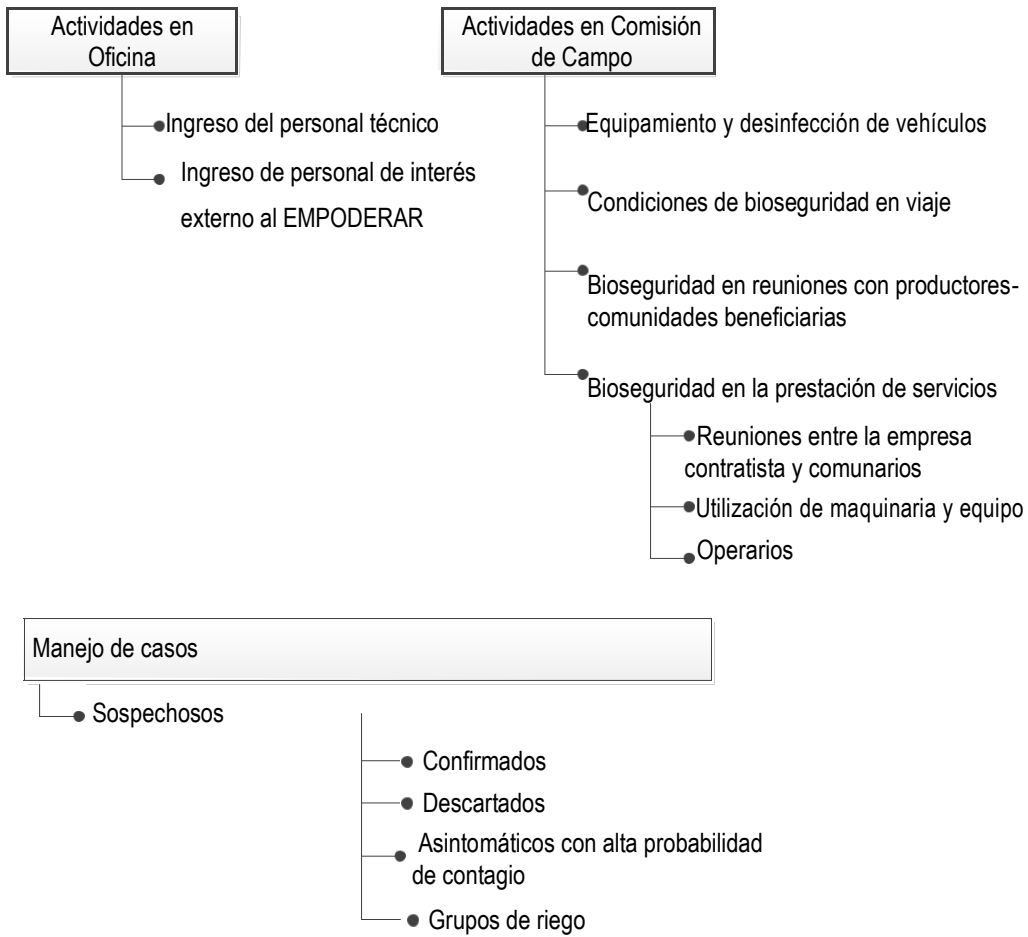 Actividades en
Oficina
Ingreso del personal técnico
Ingreso de personal de interés
externo al EMPODERAR
Actividades en Comisión
de Campo
Equipamiento y desinfección de vehículos
Condiciones de bioseguridad en viaje
Bioseguridad en reuniones con productores-
comunidades beneficiarias
Bioseguridad en la prestación de servicios
Reuniones entre la empresa
contratista y comunarios
Utilización de maquinaria y equipo
Operarios
Manejo de casos
Sospechosos
Confirmados
Descartados
Asintomáticos con alta probabilidad
de contagio
Grupos de riego